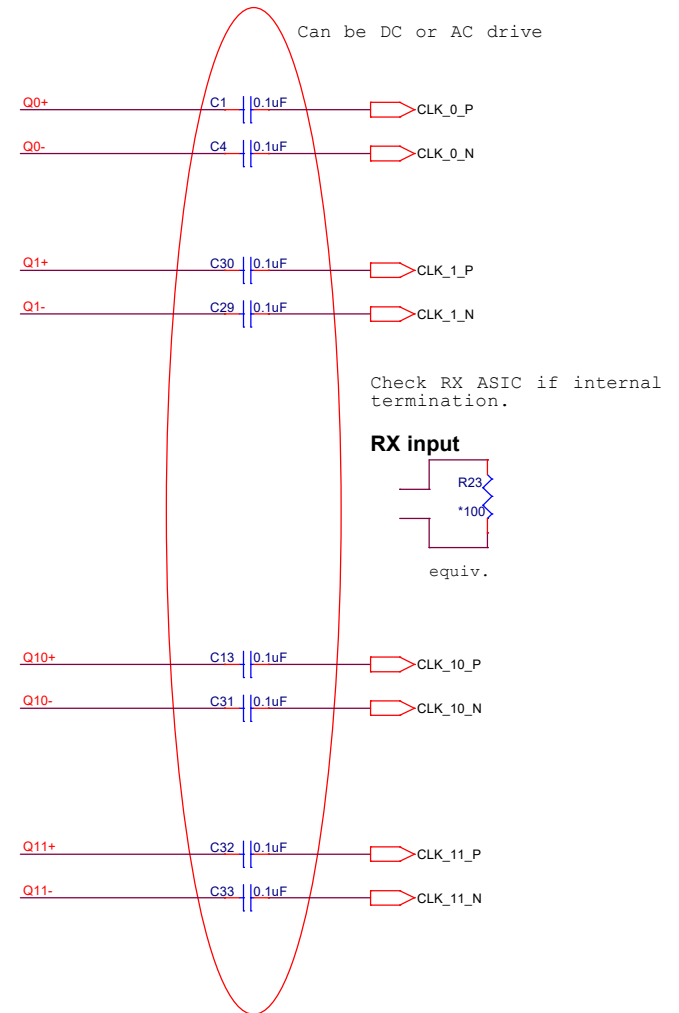 Can be DC or AC drive
Q0+ C1 0.1uF CLK_0_P
Q0- C4 0.1uF CLK_0_N
Q1+ C30 0.1uF CLK_1_P
Q1- C29 0.1uF CLK_1_N
Check RX ASIC if internal
termination.
RX input
R23
*100
equiv.
Q10+ C13 0.1uF CLK_10_P
Q10- C31 0.1uF CLK_10_N
Q11+ C32 0.1uF CLK_11_P
Q11- C33 0.1uF CLK_11_N